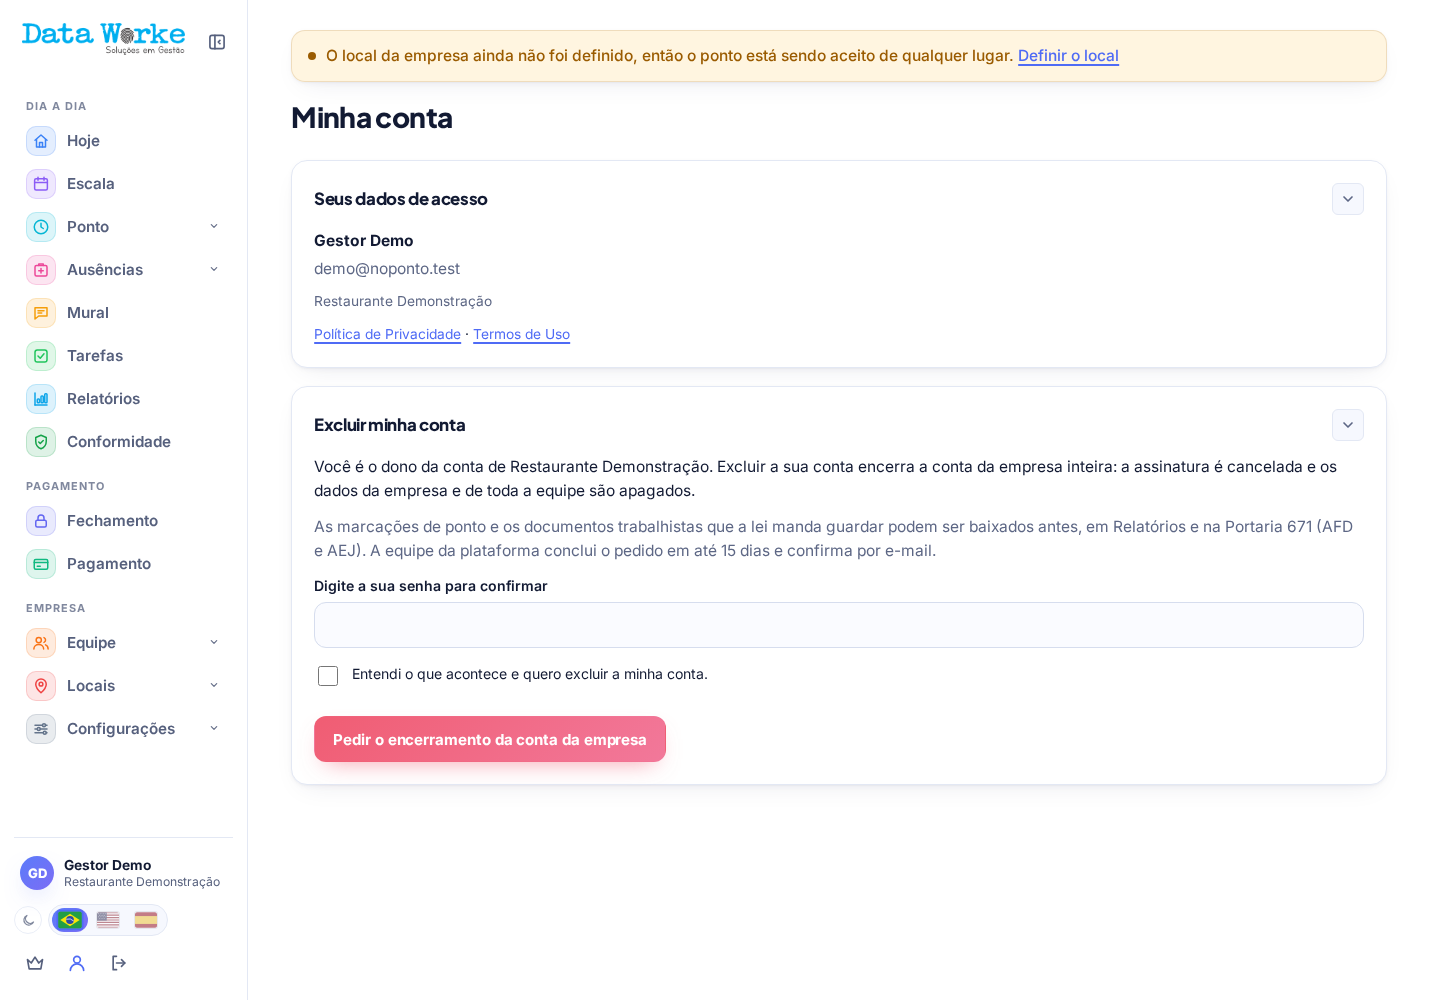 Data Worke
Soluções em Gestão
DIA A DIA
Hoje
Escala
Ponto
Ausências
Mural
Tarefas
Relatórios
Conformidade
PAGAMENTO
Fechamento
Pagamento
EMPRESA
Equipe
Locais
Configurações
GD
Gestor Demo
Restaurante Demonstração
O local da empresa ainda não foi definido, então o ponto está sendo aceito de qualquer lugar. Definir o local
Minha conta
Seus dados de acesso
Gestor Demo
demo@noponto.test
Restaurante Demonstração
Política de Privacidade · Termos de Uso
Excluir minha conta
Você é o dono da conta de Restaurante Demonstração. Excluir a sua conta encerra a conta da empresa inteira: a assinatura é cancelada e os
dados da empresa e de toda a equipe são apagados.
As marcações de ponto e os documentos trabalhistas que a lei manda guardar podem ser baixados antes, em Relatórios e na Portaria 671 (AFD
e AEJ). A equipe da plataforma conclui o pedido em até 15 dias e confirma por e-mail.
Digite a sua senha para confirmar
Entendi o que acontece e quero excluir a minha conta.
Pedir o encerramento da conta da empresa